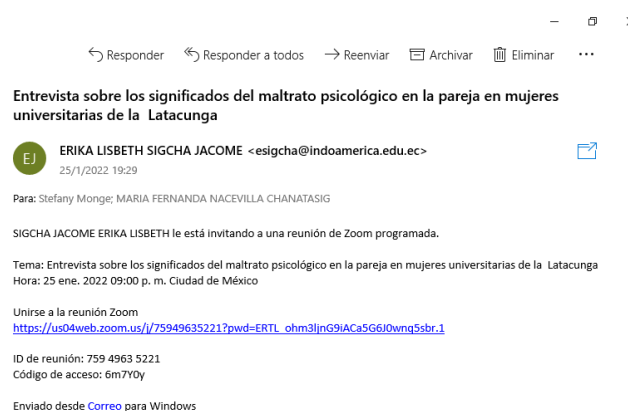 Responder Responder a todos Reenviar Archivar Eliminar ...
Entrevista sobre los significados del maltrato psicológico en la pareja en mujeres
universitarias de la Latacunga
EJ
ERIKA LISBETH SIGCHA JACOME <esigcha@indoamerica.edu.ec>
25/1/2022 19:29
Para: Stefany Monge; MARIA FERNANDA NACEVILLA CHANATASIG
SIGCHA JACOME ERIKA LISBETH le está invitando a una reunión de Zoom programada.
Tema: Entrevista sobre los significados del maltrato psicológico en la pareja en mujeres universitarias de la Latacunga
Hora: 25 ene. 2022 09:00 p. m. Ciudad de México
Unirse a la reunión Zoom
https://us04web.zoom.us/j/75949635221?pwd=ERTL_ohm3ljnG9iACa5G6J0wnq5sbr.1
ID de reunión: 759 4963 5221
Código de acceso: 6m7Y0y
Enviado desde Correo para Windows